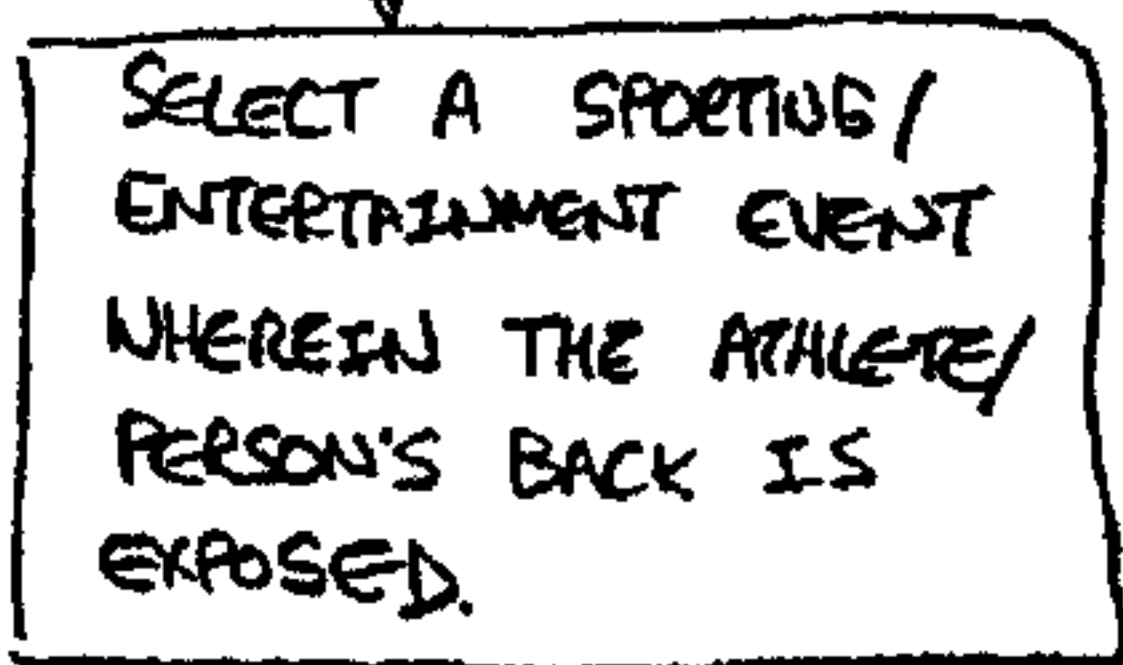 SELECT A SPORTING/
ENTERTAINMENT EVENT
WHEREIN THE ATHLETE/
PERSON'S BACK IS
EXPOSED.